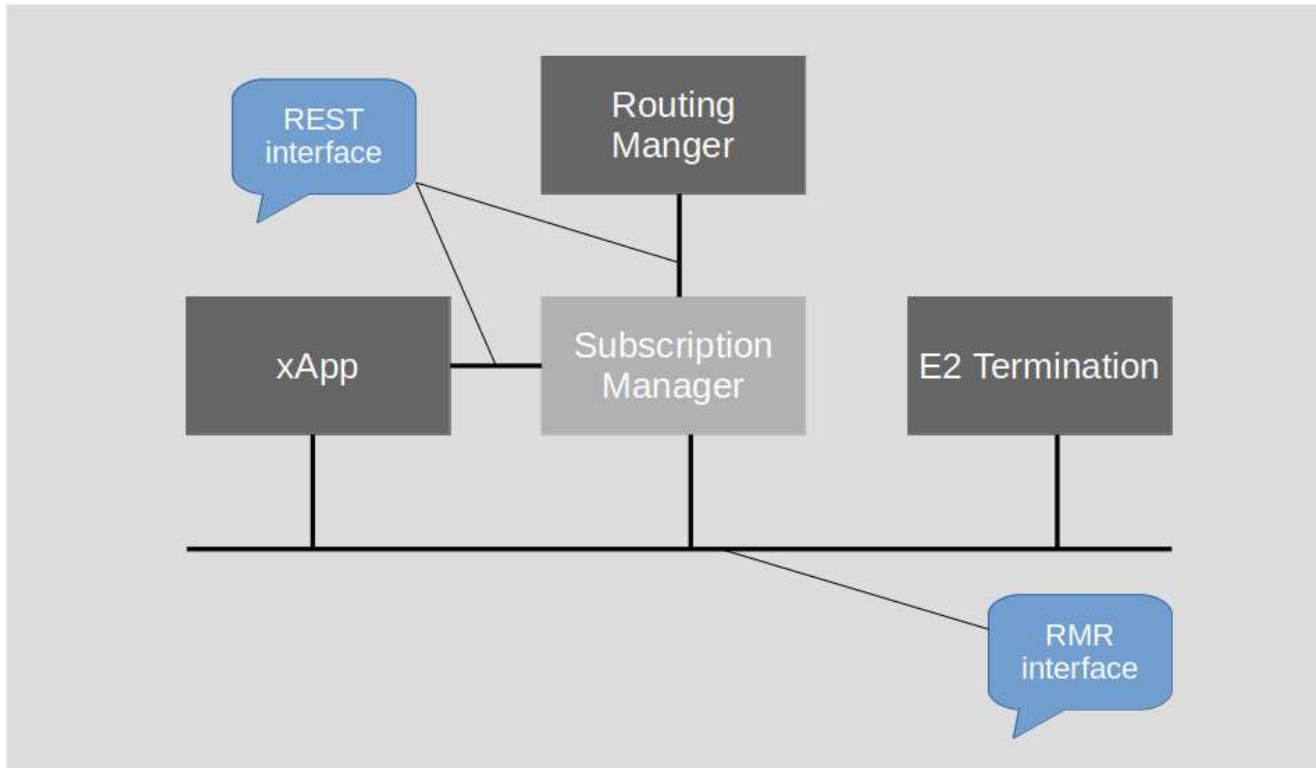 REST
interface
Routing
Manger
xApp
Subscription
Manager
E2 Termination
RMR
interface